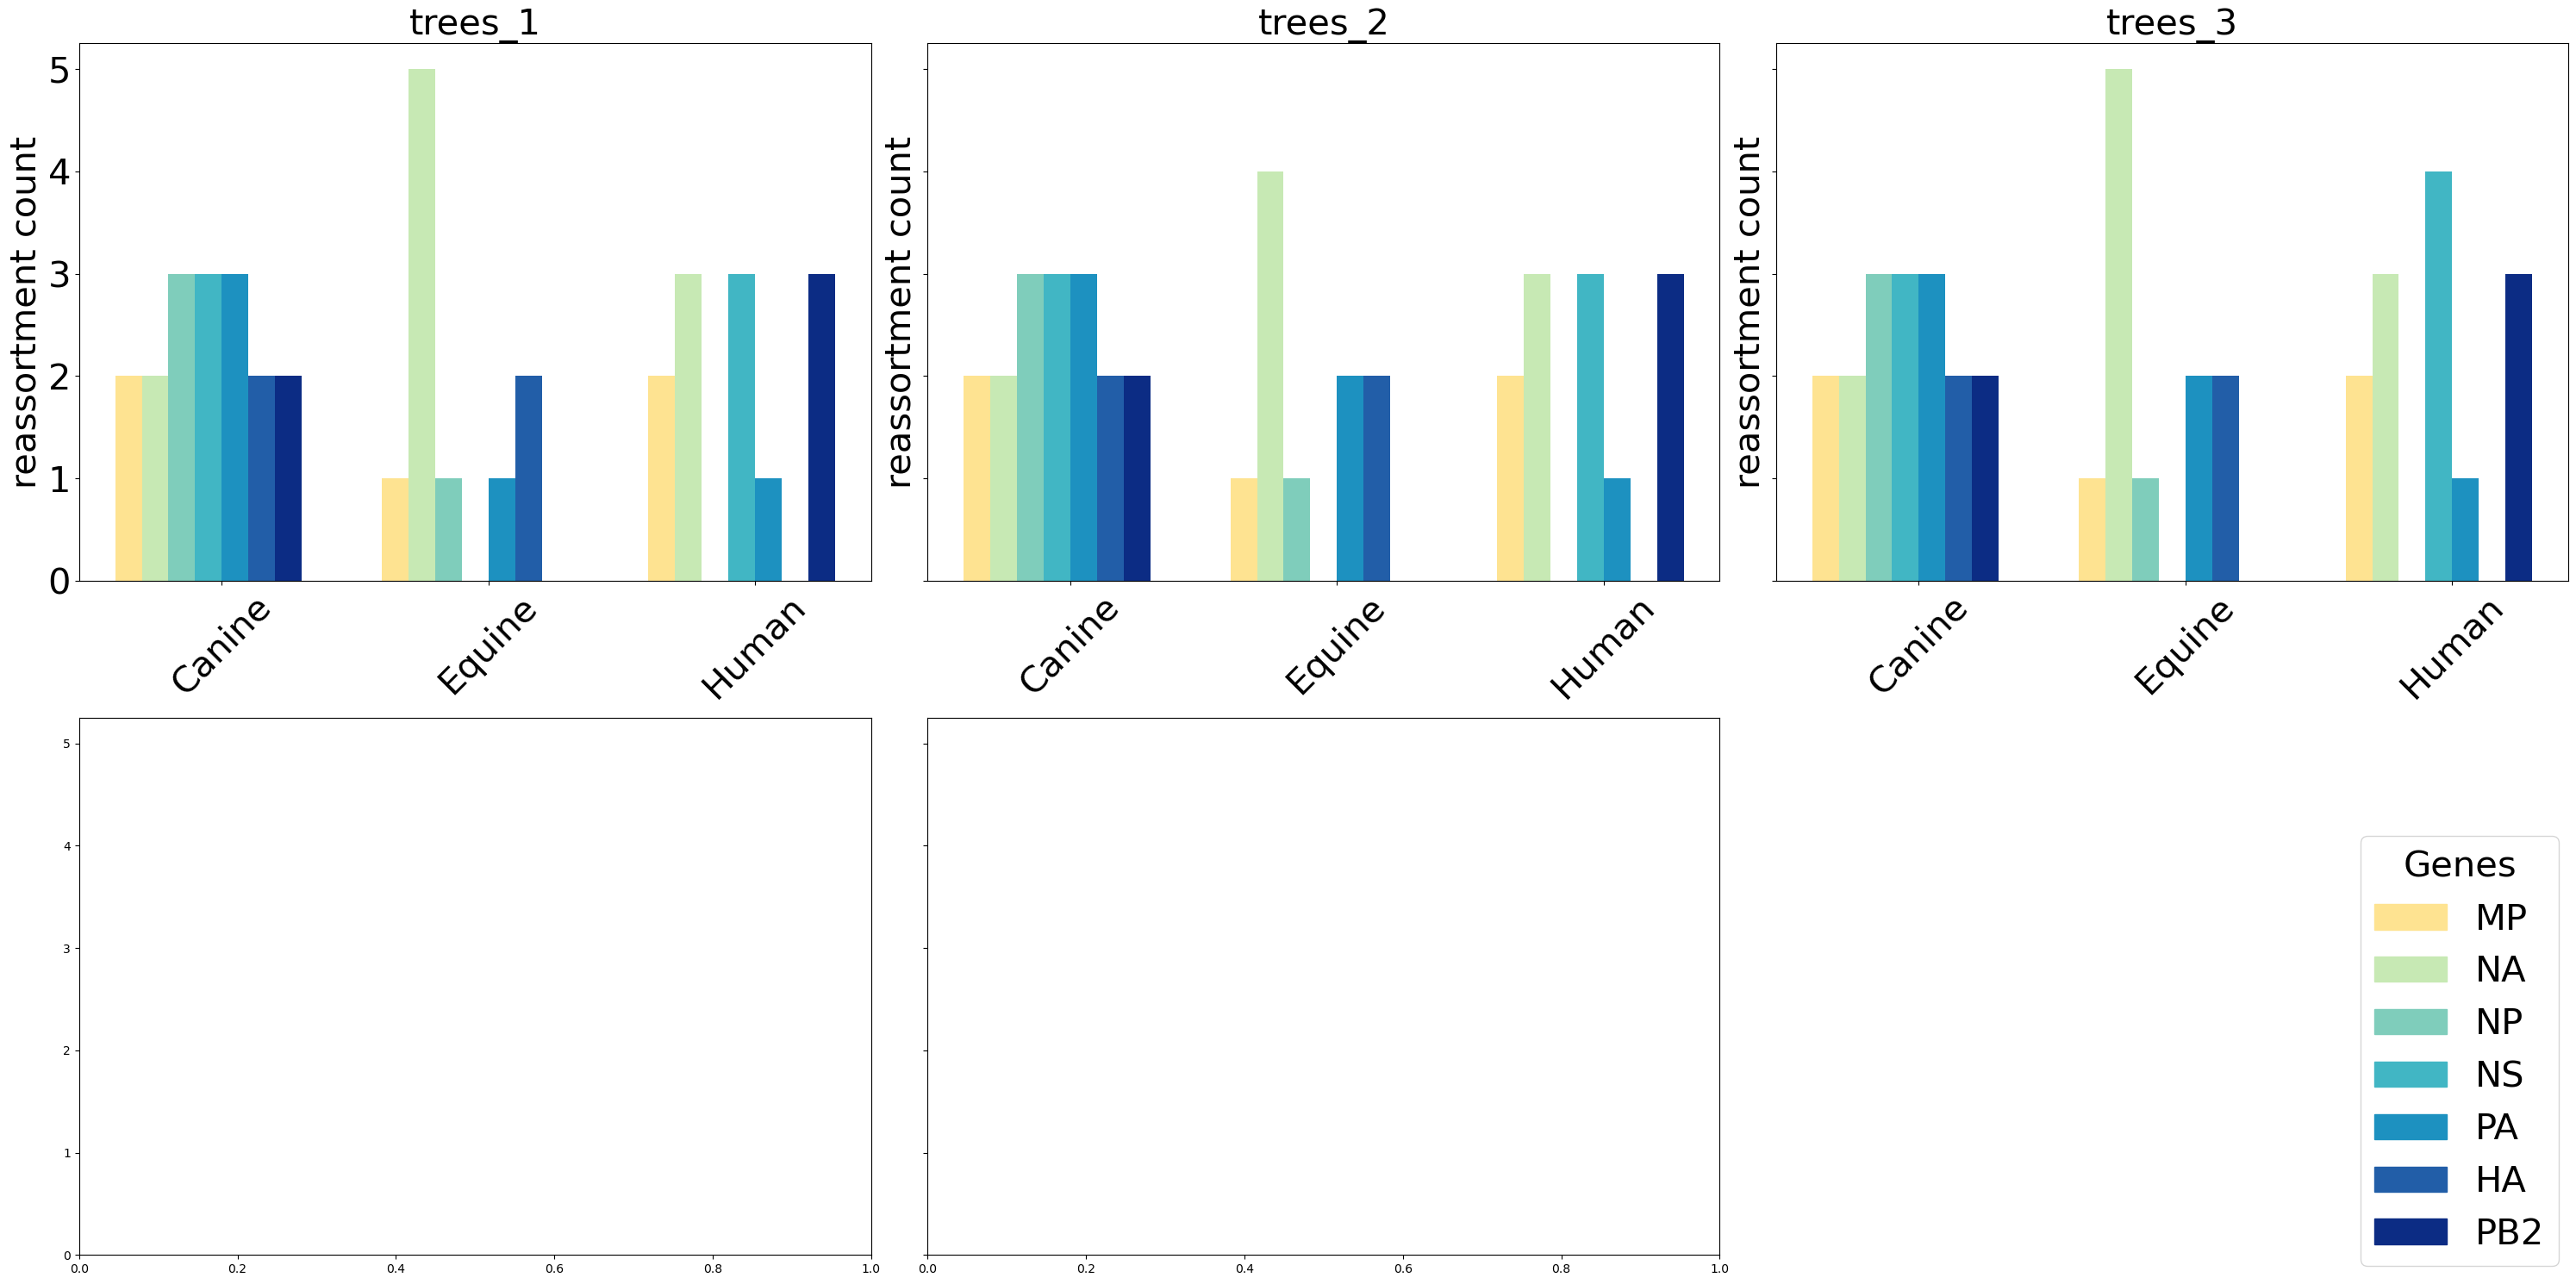 trees_1
trees_2
trees_3
reassortment count
5
4
3
2
1
0
Canine
Equine
Human
reassortment count
Canine
Equine
Human
reassortment count
Canine
Equine
Human
5
4
3
2
1
0
0.0 0.2 0.4 0.6 0.8 1.0
0.0 0.2 0.4 0.6 0.8 1.0
Genes
MP
NA
NP
NS
PA
HA
PB2